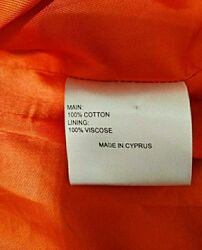 MAIN:
100% COTTON
LINING:
100% VISCOSE
MADE IN CYPRUS